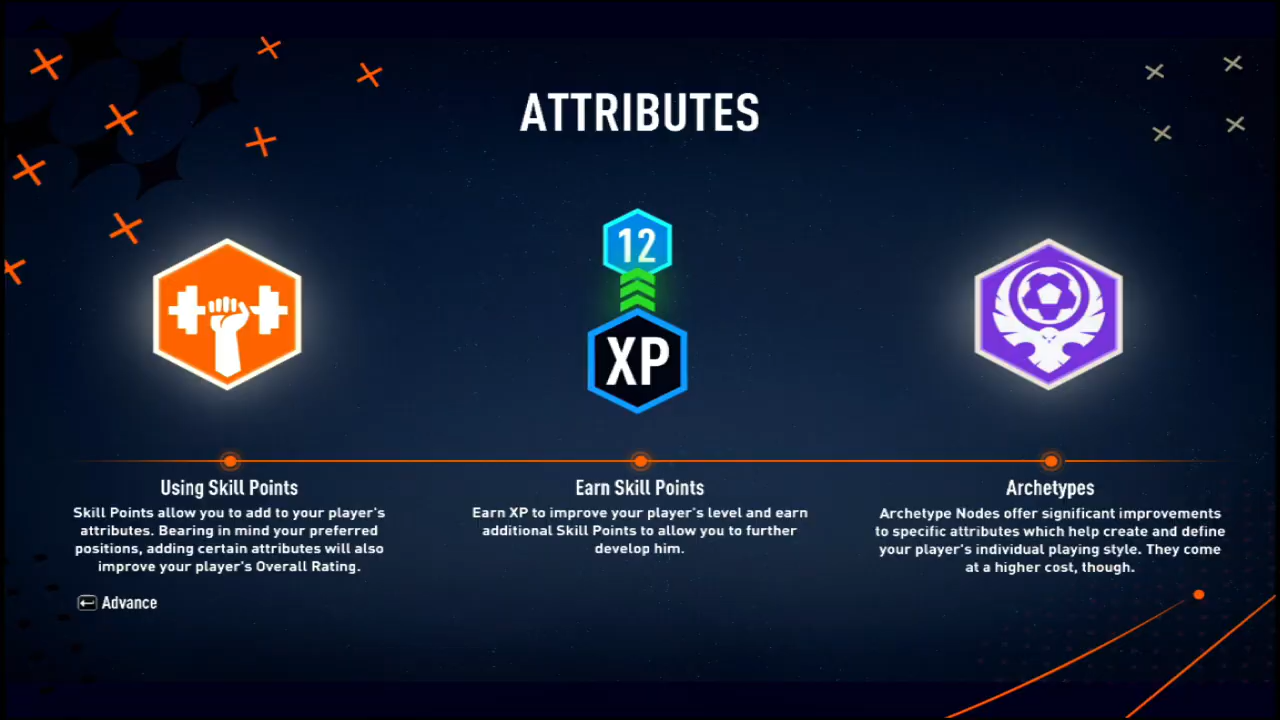 ATTRIBUTES
12
XP
Using Skill Points
Skill Points allow you to add to your player's
attributes. Bearing in mind your preferred
positions, adding certain attributes will also
improve your player's Overall Rating.
Earn Skill Points
Earn XP to improve your player's level and earn
additional Skill Points to allow you to further
develop him.
Archetypes
Archetype Nodes offer significant improvements
to specific attributes which help create and define
your player's individual playing style. They come
at a higher cost, though.
Advance